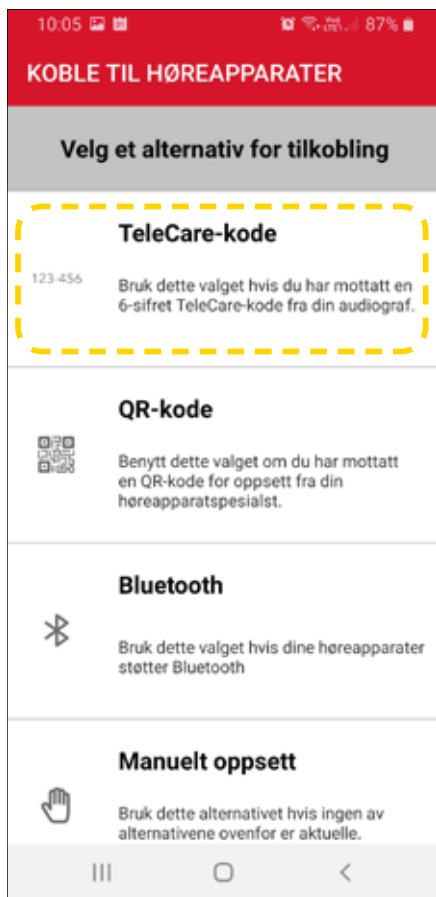 10:05 87%
KOBLE TIL HØREAPPARATER
Velg et alternativ for tilkobling
TeleCare-kode
123-456
Bruk dette valget hvis du har mottatt en
6-sifret TeleCare-kode fra din audiograf.
QR-kode
Benytt dette valget om du har mottatt
en QR-kode for oppsett fra din
høreapparatspesialst.
Bluetooth
Bruk dette valget hvis dine høreapparater
støtter Bluetooth
Manuelt oppsett
Bruk dette alternativet hvis ingen av
alternativene ovenfor er aktuelle.